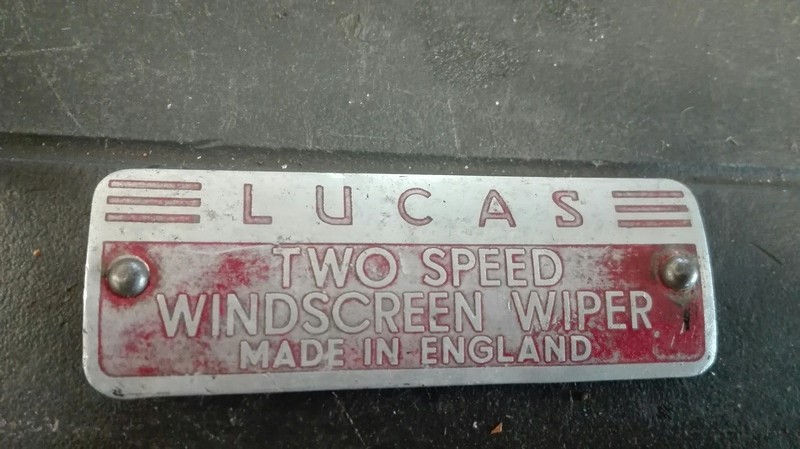 LUCAS
TWO SPEED
WINDSCREEN WIPER
MADE IN ENGLAND